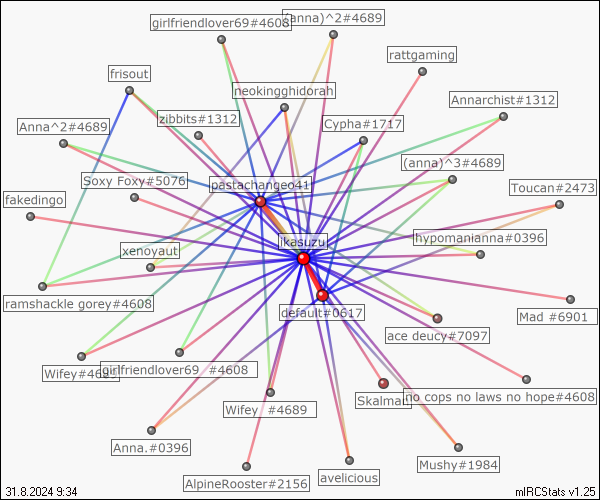 girlfriendlover69#4608
(anna)^2#4689
rattgaming
frisout
neokingghidorah
Annarchist#1312
zibbits#1312
Cypha#1717
Anna^2#4689
(anna)^3#4689
Soxy Foxy#5076
pastachangeo41
Toucan#2473
fakedingo
ikasuzu
hypomanianna#0396
xenoyaut
ramshackle gorey#4608
default#0617
Mad_#6901
ace deucy#7097
Wifey#4689
girlfriendlover69_#4608
Skalman
no cops no laws no hope#4608
Wifey_#4689
Anna.#0396
Mushy#1984
AlpineRooster#2156
avelicious
31.8.2024 9:34
mIRCStats v1.25